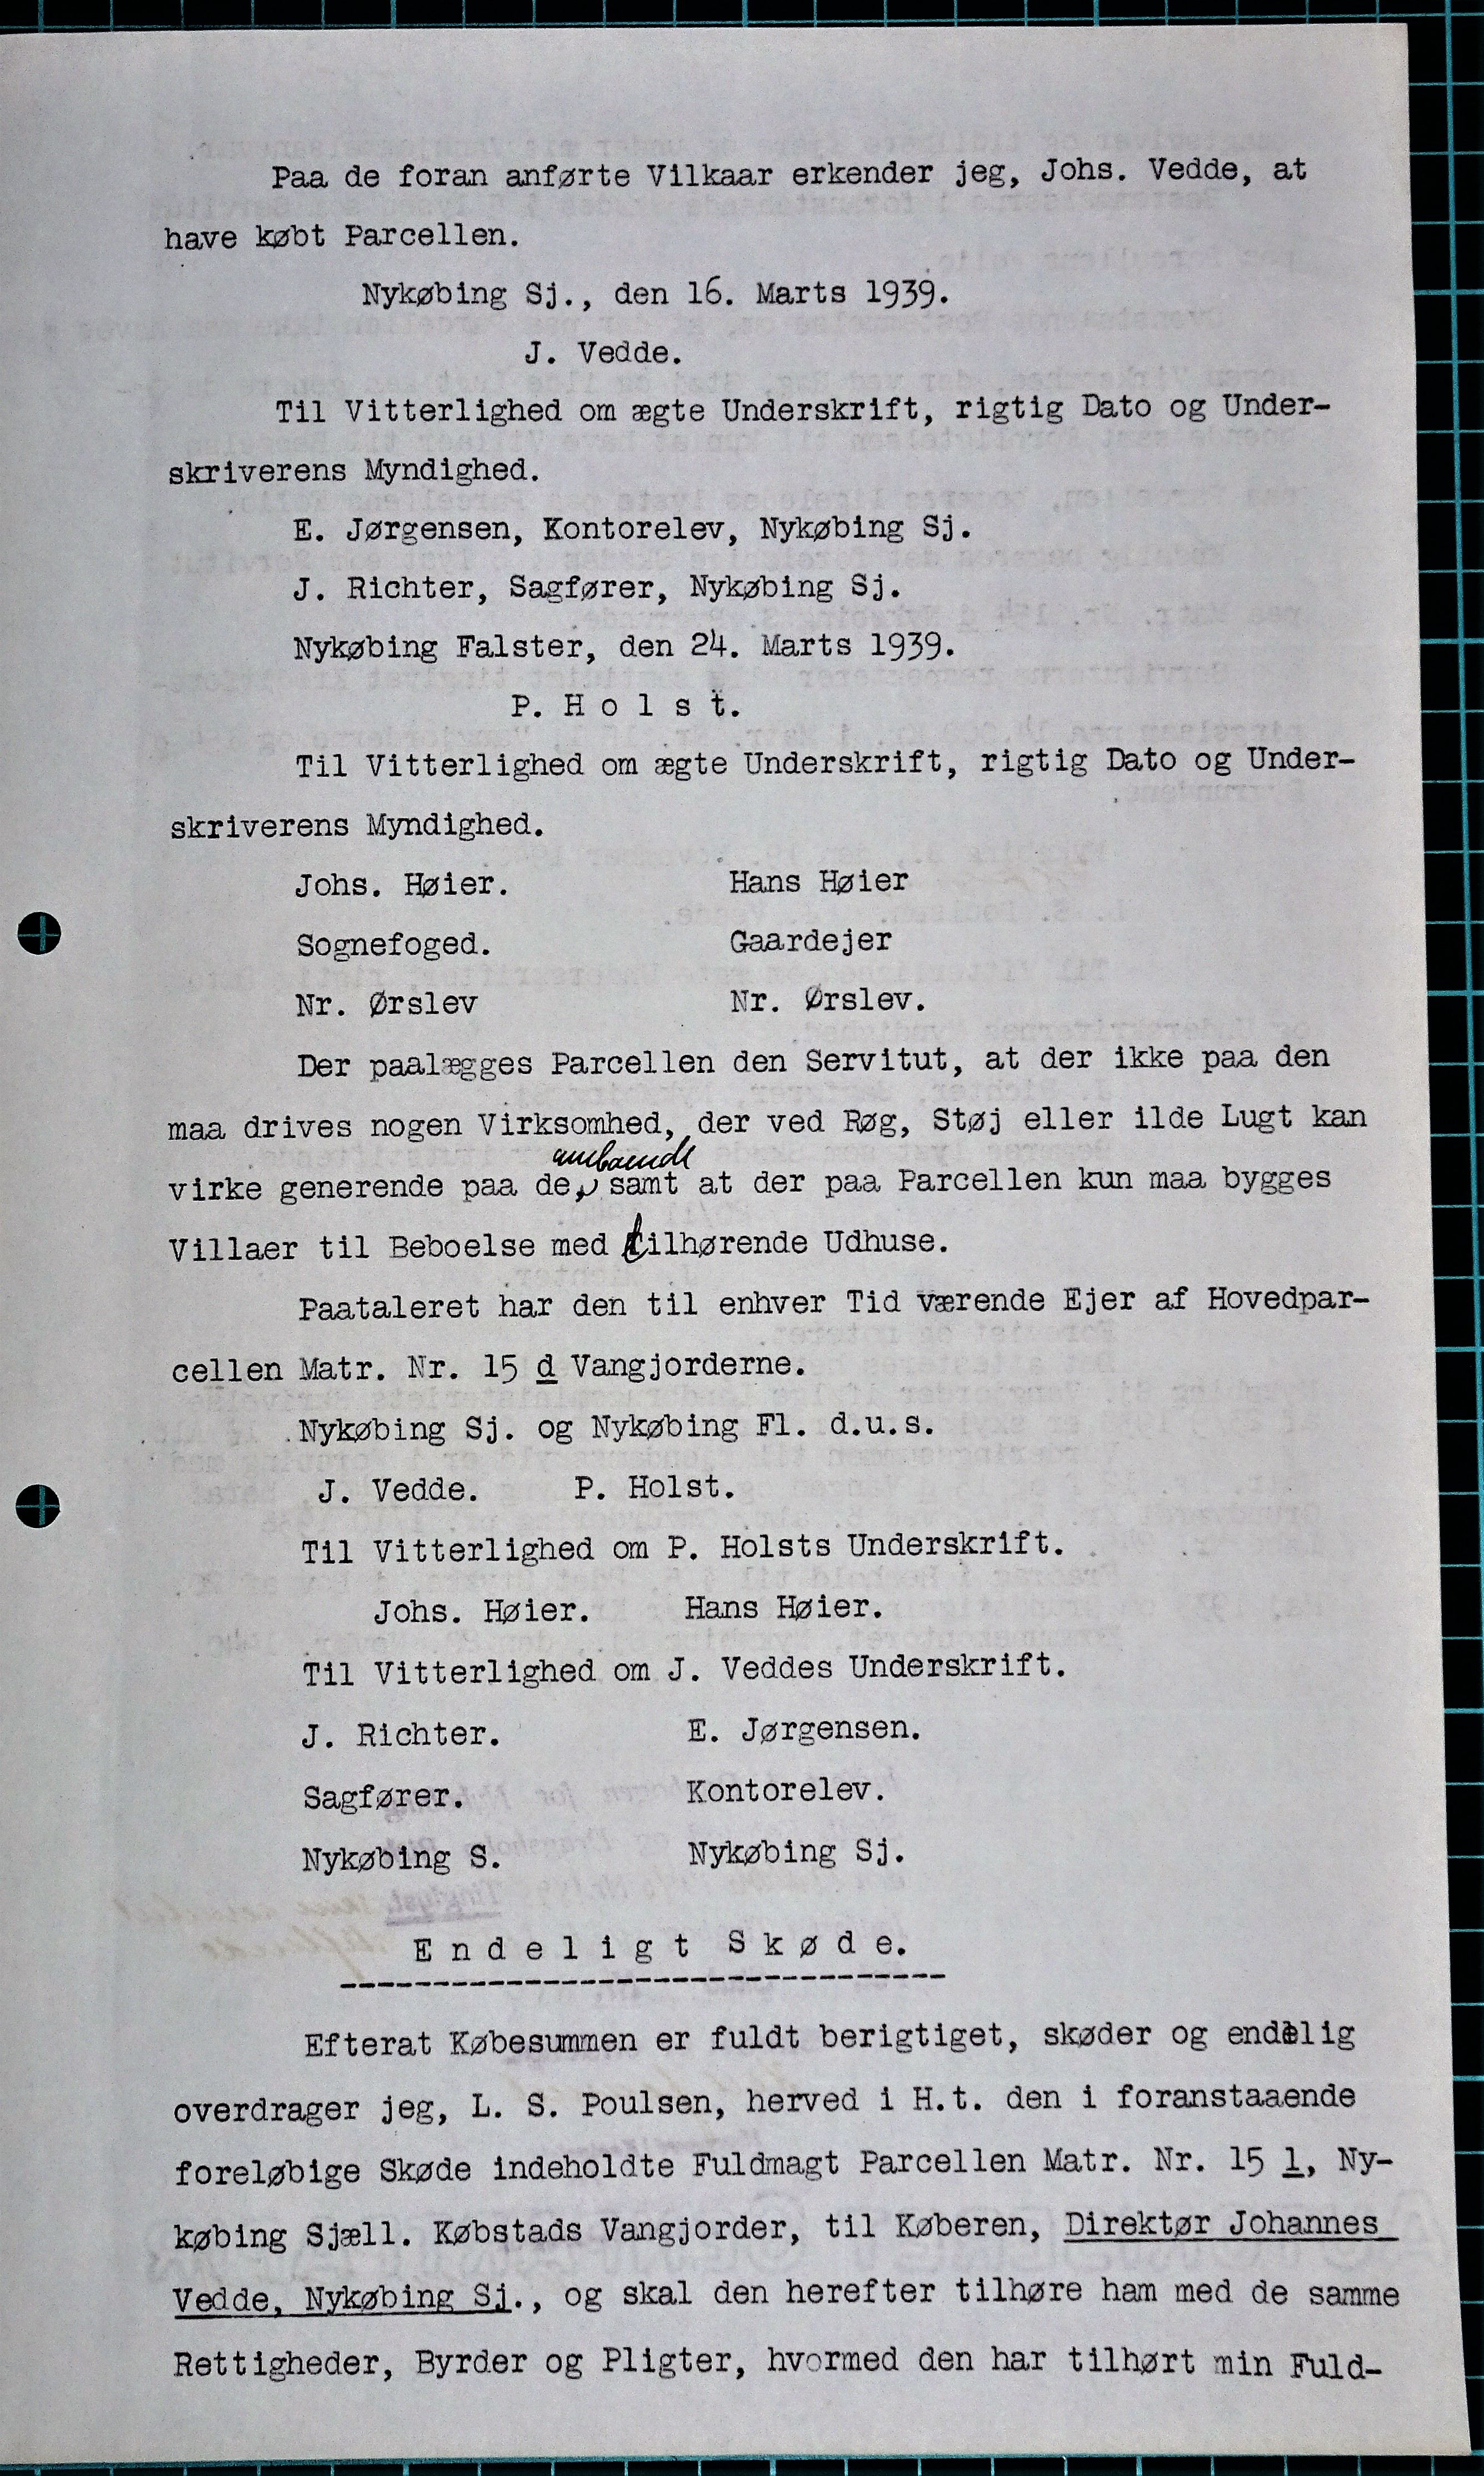 Paa de foran anførte Vilkaar erkender jeg, Johs. Vedde, at
have købt Parcellen.
Nykøbing Sj., den 16. Marts 1939.
J. Vedde.
Til Vitterlighed om ægte Underskrift, rigtig Dato og Under-
skriverens Myndighed.
E. Jørgensen, Kontorelev, Nykøbing Sj.
J. Richter, Sagfører, Nykøbing Sj.
Nykøbing Falster, den 24. Marts 1939.
P. H o l s t.
Til Vitterlighed om ægte Underskrift, rigtig Dato og Under-
skriverens Myndighed.
Johs. Høier. Hans Høier
Sognefoged. Gaardejer
Nr. Ørslev Nr. Ørslev.
Der paalægges Parcellen den Servitut, at der ikke paa den
maa drives nogen Virksomhed, der ved Røg, Støj eller ilde Lugt kan
omboende
virke generende paa de, samt at der paa Parcellen kun maa bygges
Villaer til Beboelse med tilhørende Udhuse.
Paataleret har den til enhver Tid værende Ejer af Hovedpar-
cellen Matr. Nr. 15 d Vangjorderne.
Nykøbing Sj. og Nykøbing Fl. d.u.s.
J. Vedde. P. Holst.
Til Vitterlighed om P. Holsts Underskrift.
Johs. Høier. Hans Høier.
Til Vitterlighed om J. Veddes Underskrift.
J. Richter. E. Jørgensen.
Sagfører. Kontorelev.
Nykøbing S. Nykøbing Sj.
E n d e l i g t S k ø d e.
Efterat Købesummen er fuldt berigtiget, skøder og endelig
overdrager jeg, L. S. Poulsen, herved i H.t. den i foranstaaende
foreløbige Skøde indeholdte Fuldmagt Parcellen Matr. Nr. 15 l, Ny-
købing Sjæll. Købstads Vangjorder, til Køberen, Direktør Johannes
Vedde, Nykøbing Sj., og skal den herefter tilhøre ham med de samme
Rettigheder, Byrder og Pligter, hvormed den har tilhørt min Fuld-